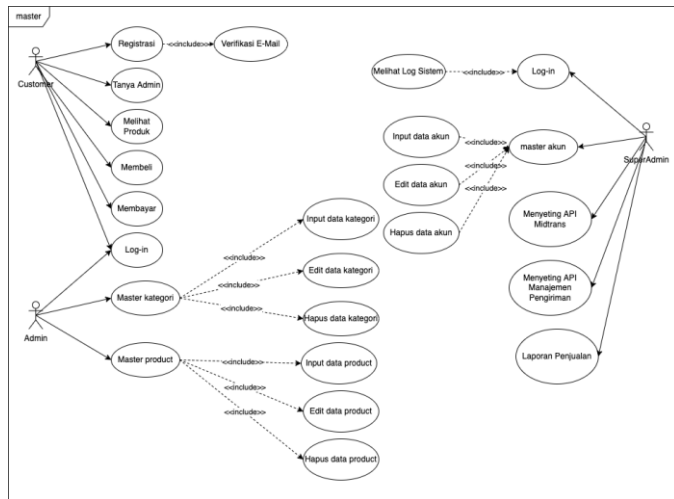 master
Registrasi
<<include>>
Verifikasi E-Mail
Customer
Tanya Admin
Melihat
Produk
Membeli
Membayar
Log-in
Admin
Master kategori
<<include>>
Input data kategori
<<include>>
Edit data kategori
<<include>>
Hapus data kategori
Master product
<<include>>
Input data product
<<include>>
Edit data product
<<include>>
Hapus data product
Melihat Log Sistem
<<include>>
Log-in
SuperAdmin
Input data akun
<<include>>
master akun
Edit data akun
<<include>>
Hapus data akun
<<include>>
Menyeting API
Midtrans
Menyeting API
Manajemen
Pengiriman
Laporan Penjualan